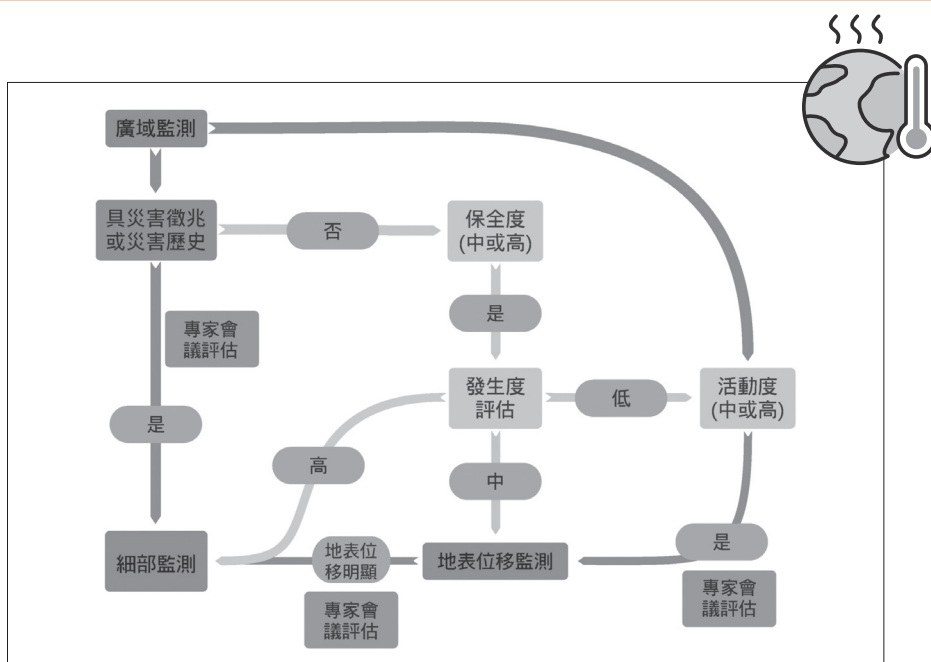 廣域監測
具災害徵兆
或災害歷史
否
保全度
(中或高)
專家會
議評估
是
是
發生度
評估
低
活動度
(中或高)
高
中
細部監測
地表位
移明顯
地表位移監測
是
專家會
議評估
專家會
議評估